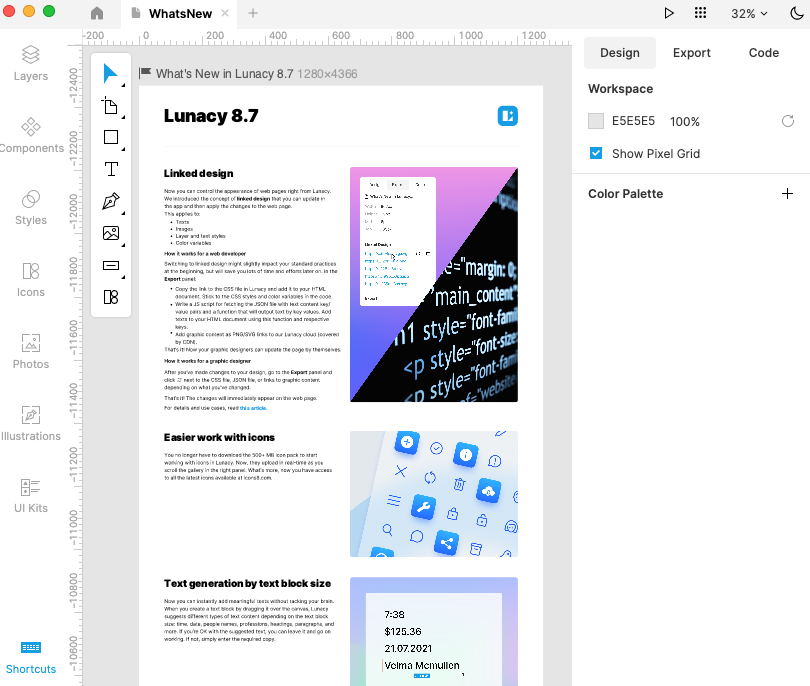 WhatsNew
32%
-200 0 200 400 600 800 1000 1200
Layers
Components
Styles
Icons
Photos
Illustrations
UI Kits
Shortcuts
-12400
-12200
-12000
-11800
-11600
-11400
-11200
-11000
-10800
-10600
What's New in Lunacy 8.7 1280×4366
Lunacy 8.7
Linked design
Now you can control the appearance of web pages right from Lunacy.
We introduced the concept of linked design that you can update in
the app and then apply the changes to the web page.
This applies to:
• Texts
• Images
• Layer and text styles
• Color variables
How it works for a web developer
Switching to linked design might slightly impact your standard practices
at the beginning, but will save you lots of time and efforts later on. In the
Export panel:
• Copy the link to the CSS file in Lunacy and add it to your HTML
document. Stick to the CSS styles and color variables in the code.
• Write a JS script for fetching the JSON file with text content key/
value pairs and a function that will output text by key values. Add
texts to your HTML document using this function and respective
keys.
• Add graphic content as PNG/SVG links to our Lunacy cloud (covered
by CDN).
That's it! Now your graphic designers can update the page by themselves.
How it works for a graphic designer
After you've made changes to your design, go to the Export panel and
click next to the CSS file, JSON file, or links to graphic content
depending on what you've changed.
That's it! The changes will immediately appear on the web page.
For details and use cases, read this article.
Linked Design
Export
="margin: 0;
"main_content"
h1 style="font-fam
<p style="font-size
style="font-fam
="website
Easier work with icons
You no longer have to download the 500+ MB icon pack to start
working with icons in Lunacy. Now, they upload in real-time as you
scroll the gallery in the right panel. What's more, now you have access
to all the latest icons available at Icons8.com.
Text generation by text block size
Now you can instantly add meaningful texts without racking your brain.
When you create a text block by dragging it over the canvas, Lunacy
suggests different types of text content depending on the text block
size: time, date, people names, professions, headings, paragraphs, and
more. If you're OK with the suggested text, you can leave it and go on
working. If not, simply enter the required copy.
7:38
$125.36
21.07.2021
Velma Mcmullen
Design Export Code
Workspace
E5E5E5 100%
Show Pixel Grid
Color Palette